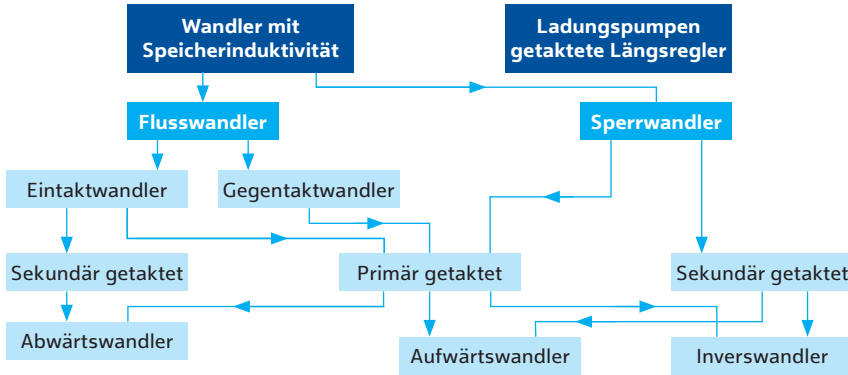 Wandler mit
Speicherinduktivität
Ladungspumpen
getaktete Längsregler
Flusswandler
Sperrwandler
Eintaktwandler
Gegentaktwandler
Sekundär getaktet
Primär getaktet
Sekundär getaktet
Abwärtswandler
Aufwärtswandler
Inverswandler